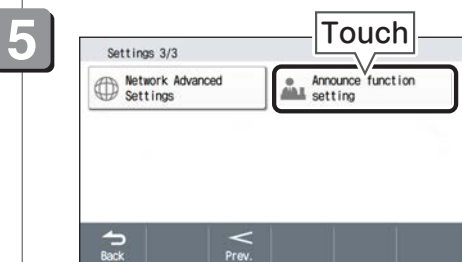 5
Touch
Settings 3/3
Network Advanced
Settings
Announce function
setting
Back
Prev.